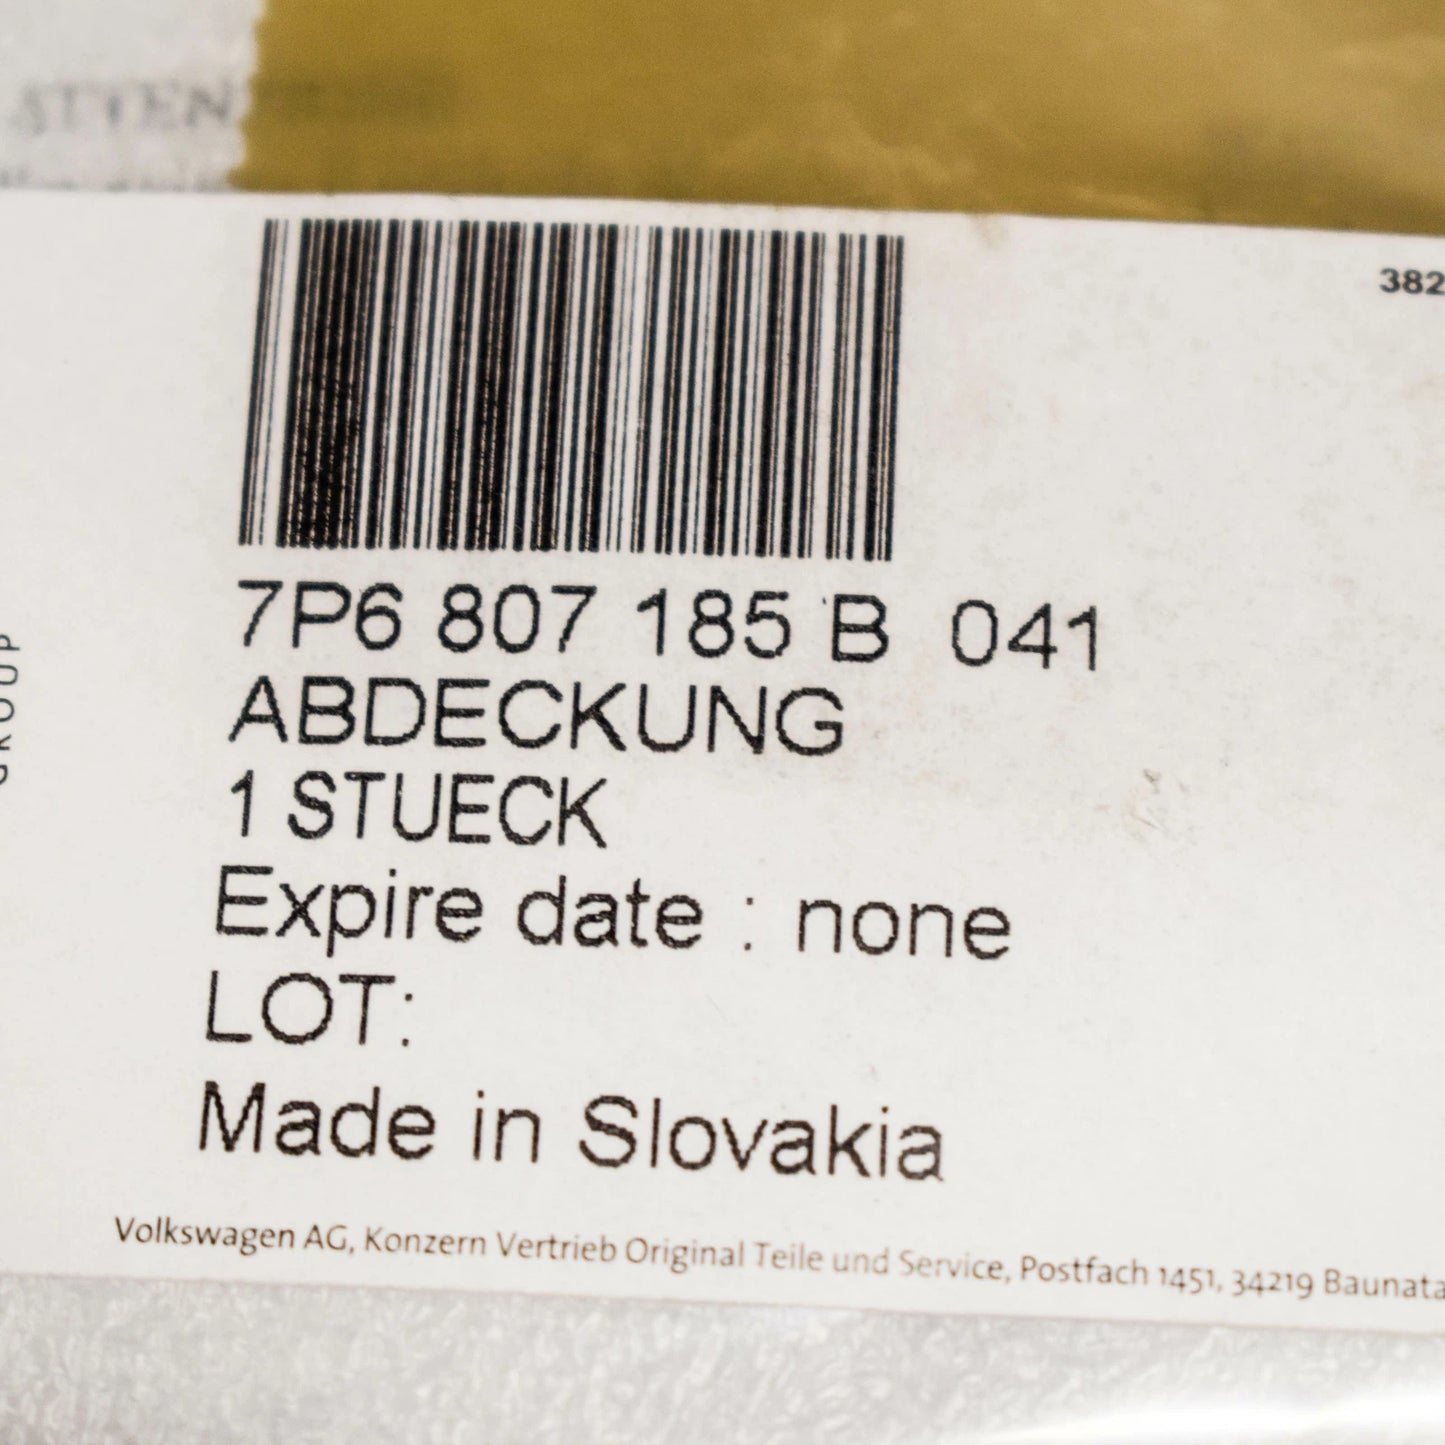 382
7P6 807 185 B 041
ABDECKUNG
1 STUECK
Expire date : none
LOT:
Made in Slovakia
Volkswagen AG, Konzern Vertrieb Original Teile und Service, Postfach 1451, 34219 Baunata
GROUP